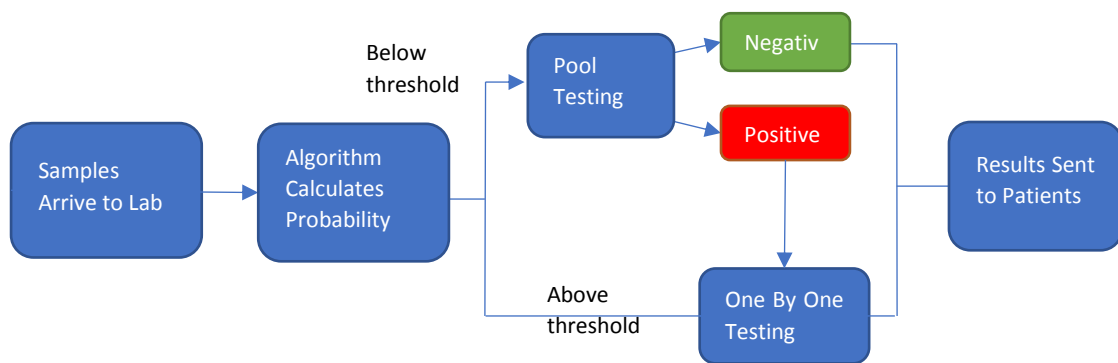 Samples
Arrive to Lab
Algorithm
Calculates
Probability
Below
threshold
Pool
Testing
Negativ
Positive
Above
threshold
One By One
Testing
Results Sent
to Patients